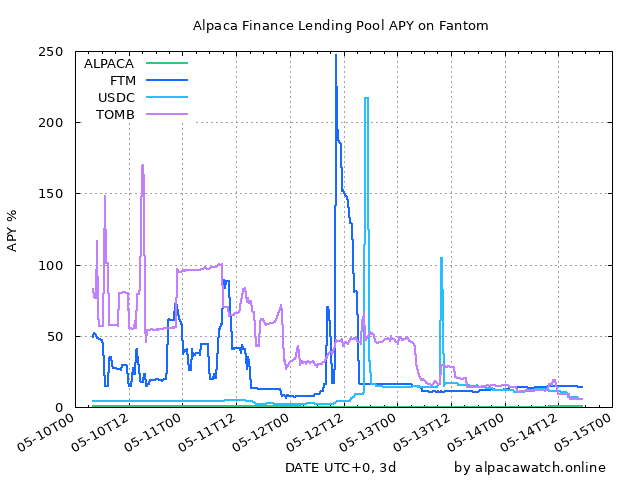 Alpaca Finance Lending Pool APY on Fantom
250
200
150
100
50
0
APY %
ALPACA
FTM
USDC
TOMB
05-10T00
05-10T12
05-11T00
05-11T12
05-12T00
05-12T12
05-13T00
05-13T12
05-14T00
05-14T12
05-15T00
DATE UTC+0, 3d
by alpacawatch.online